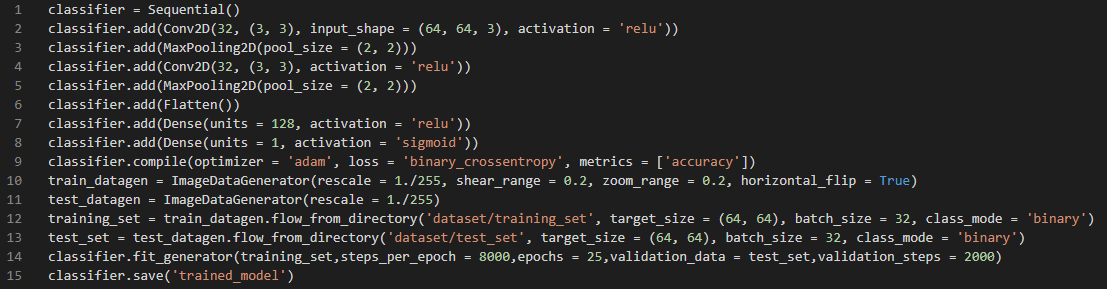 1 classifier = Sequential()
2 classifier.add(Conv2D(32, (3, 3), input_shape = (64, 64, 3), activation = 'relu'))
3 classifier.add(MaxPooling2D(pool_size = (2, 2)))
4 classifier.add(Conv2D(32, (3, 3), activation = 'relu'))
5 classifier.add(MaxPooling2D(pool_size = (2, 2)))
6 classifier.add(Flatten())
7 classifier.add(Dense(units = 128, activation = 'relu'))
8 classifier.add(Dense(units = 1, activation = 'sigmoid'))
9 classifier.compile(optimizer = 'adam', loss = 'binary_crossentropy', metrics = ['accuracy'])
10 train_datagen = ImageDataGenerator(rescale = 1./255, shear_range = 0.2, zoom_range = 0.2, horizontal_flip = True)
11 test_datagen = ImageDataGenerator(rescale = 1./255)
12 training_set = train_datagen.flow_from_directory('dataset/training_set', target_size = (64, 64), batch_size = 32, class_mode = 'binary')
13 test_set = test_datagen.flow_from_directory('dataset/test_set', target_size = (64, 64), batch_size = 32, class_mode = 'binary')
14 classifier.fit_generator(training_set,steps_per_epoch = 8000,epochs = 25,validation_data = test_set,validation_steps = 2000)
15 classifier.save('trained_model')